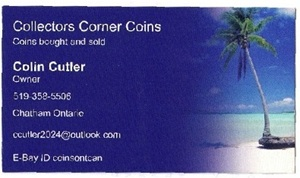 Collectors Corner Coins
Coins bought and sold
Colin Cutler
Owner
519-358-5506
Chatham Ontario
ccutler2024@outlook.com
E-Bay ID coinsontcan